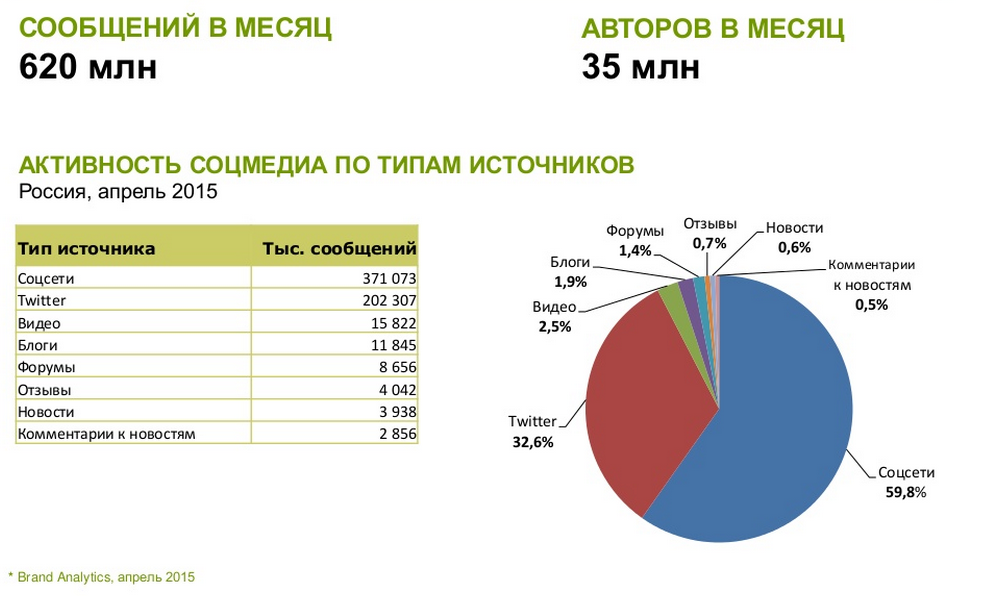 СООБЩЕНИЙ В МЕСЯЦ
620 млн
АВТОРОВ В МЕСЯЦ
35 млн
АКТИВНОСТЬ СОЦМЕДИА ПО ТИПАМ ИСТОЧНИКОВ
Россия, апрель 2015
Тип источника Тыс. сообщений
Соцсети 371 073
Twitter 202 307
Видео 15 822
Блоги 11 845
Форумы 8 656
Отзывы 4 042
Новости 3 938
Комментарии к новостям 2 856
Отзывы
0,7%
Новости
0,6%
Форумы
1,4%
Блоги
1,9%
Комментарии
к новостям
0,5%
Видео
2,5%
Twitter
32,6%
Соцсети
59,8%
* Brand Analytics, апрель 2015